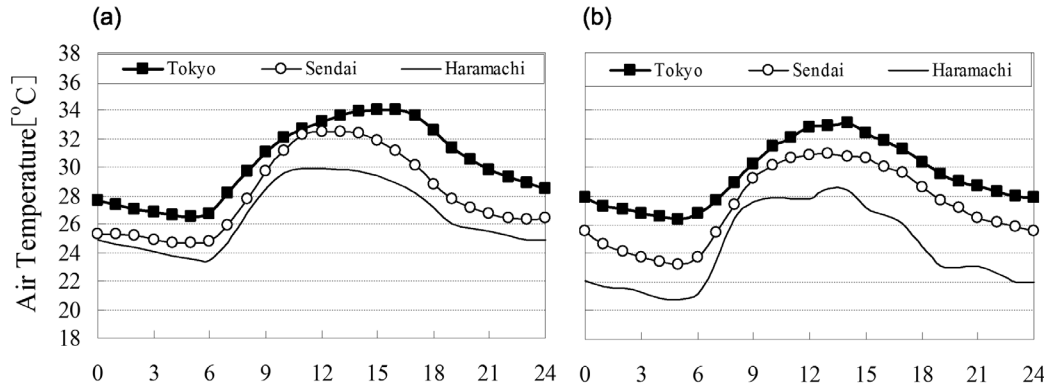 (a)
(b)
38
36
34
32
30
28
26
24
22
20
18
Air Temperature[°C]
Tokyo Sendai Haramachi
Tokyo Sendai Haramachi
0 3 6 9 12 15 18 21 24
0 3 6 9 12 15 18 21 24